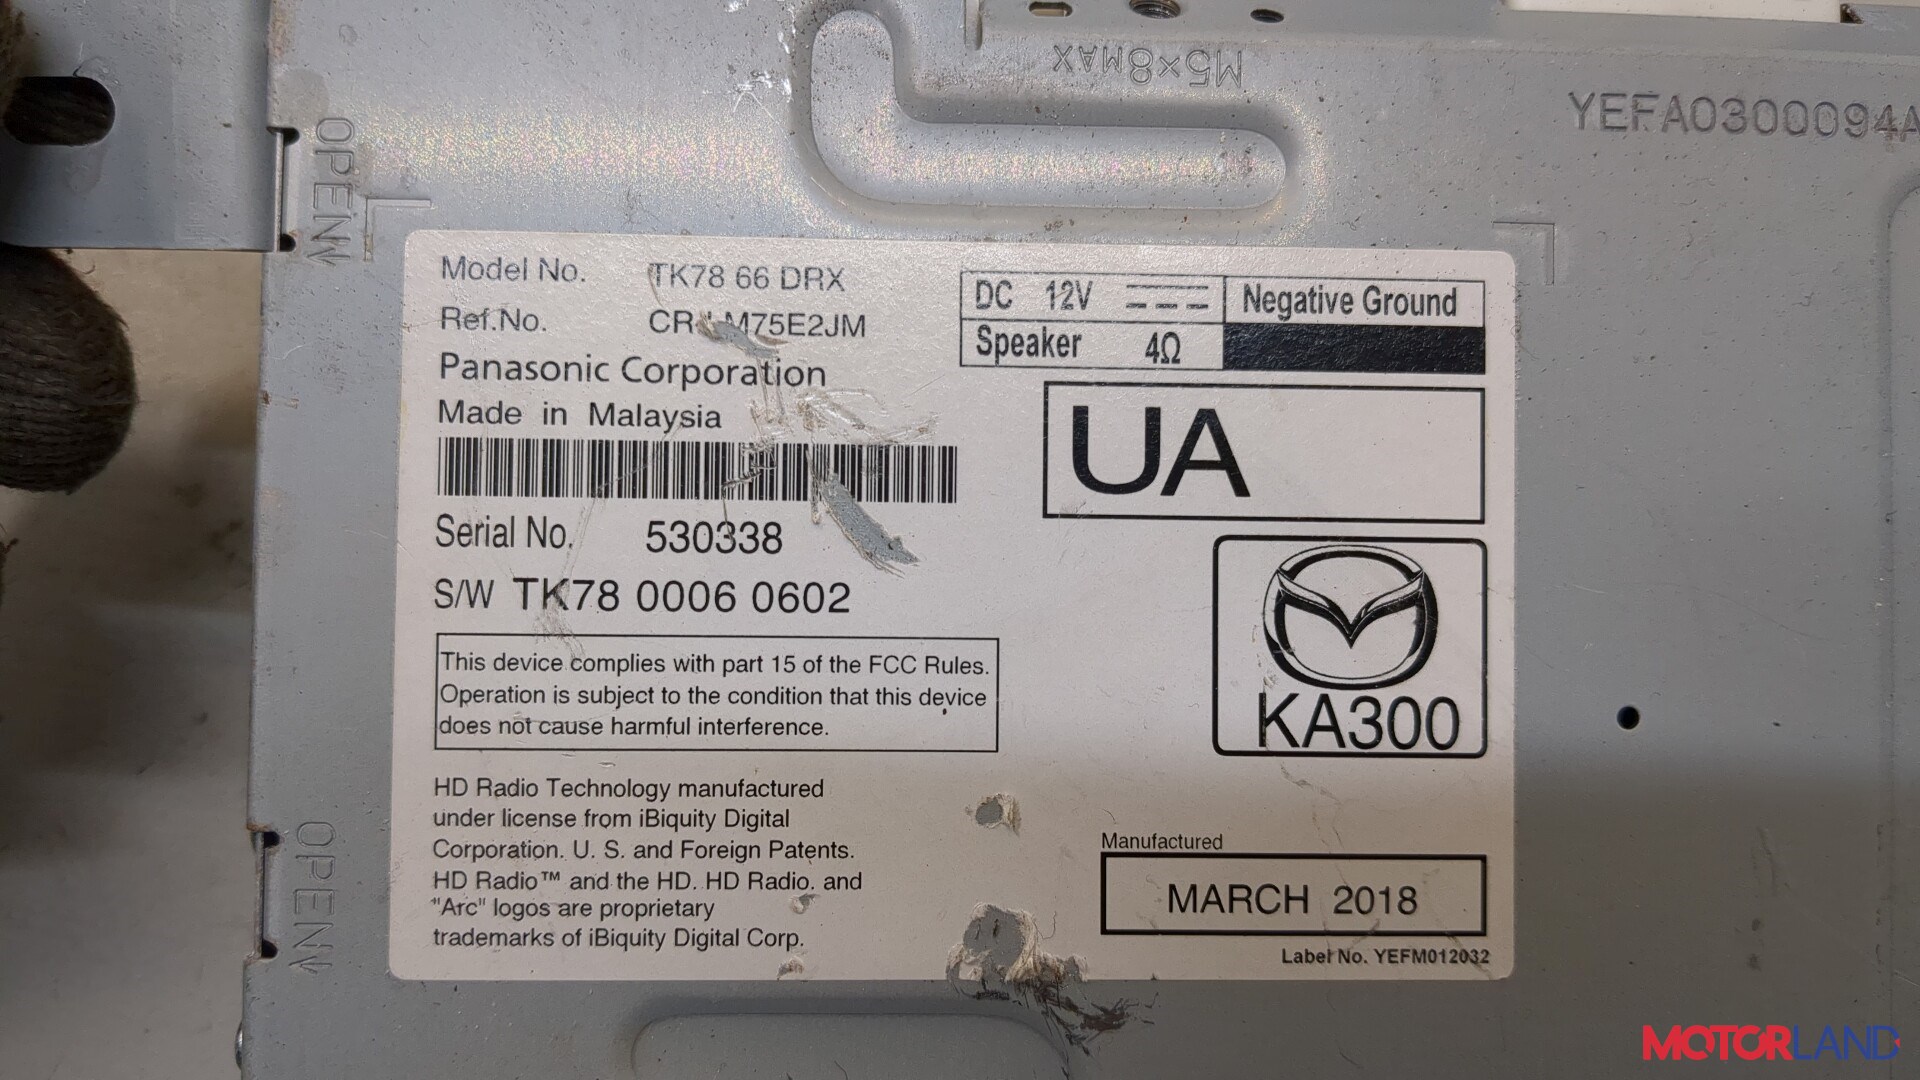 M5×8MAX
YEFA0300094A
OPEN
Model No. TK78 66 DRX
Ref.No.
Panasonic Corporation
Made in Malaysia
Serial No. 530338
S/W TK78 0006 0602
DC 12V Negative Ground
Speaker 4Ω
UA
KA300
This device complies with part 15 of the FCC Rules.
Operation is subject to the condition that this device
does not cause harmful interference.
HD Radio Technology manufactured
under license from iBiquity Digital
Corporation. U. S. and Foreign Patents.
HD Radio™ and the HD. HD Radio. and
"Arc" logos are proprietary
trademarks of iBiquity Digital Corp.
Manufactured
MARCH 2018
Label No. YEFM012032
OPEN
MOTORLAND